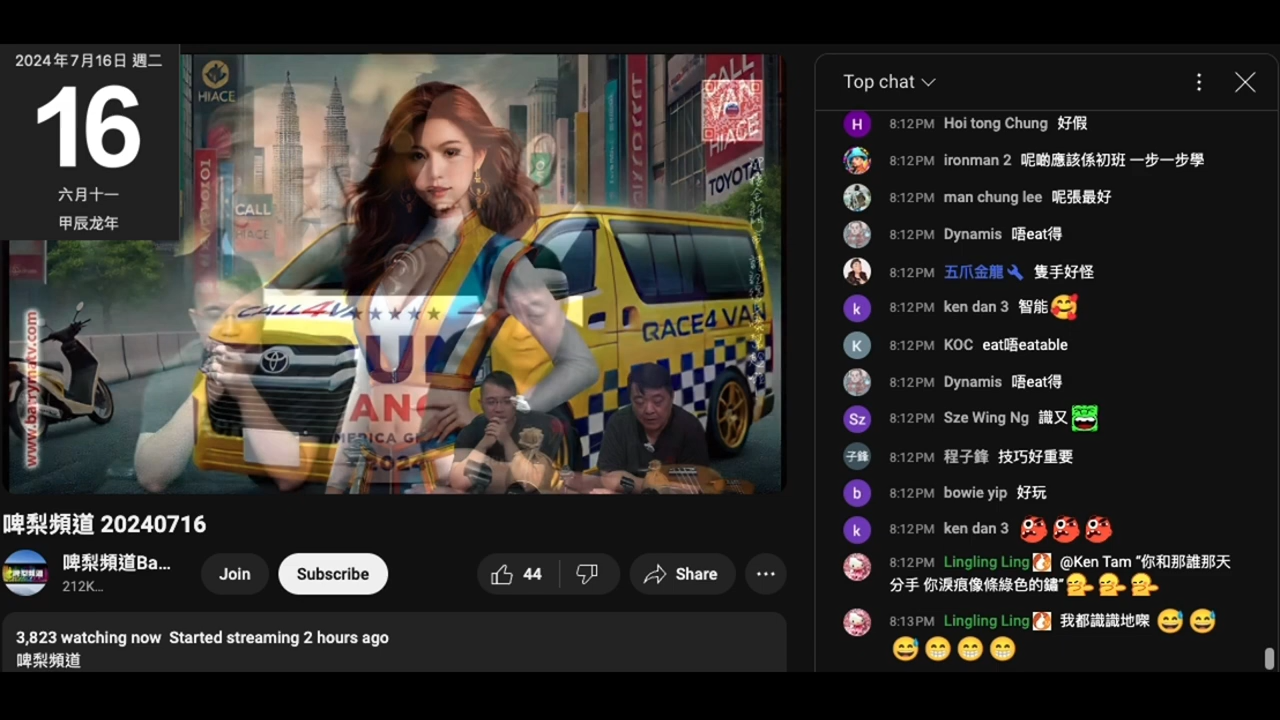 2024年7月16日 週二
16
六月十一
甲辰龙年
HIACE
CALL
VAN
HIACE
TOYOTA
CALL
HIACE
CALL4VA
RACE4 VAN
AN
MERICA GR
2024
www.barrymatv.com
啤梨頻道 20240716
啤梨頻道Ba...
212K...
Join
Subscribe
44
Share
3,823 watching now Started streaming 2 hours ago
啤梨頻道
Top chat
8:12PM Hoi tong Chung 好假
8:12PM ironman 2 呢啲應該係初班 一步一步學
8:12PM man chung lee 呢張最好
8:12PM Dynamis 唔eat得
8:12PM 五爪金龍 隻手好怪
8:12PM ken dan 3 智能
8:12PM KOC eat唔eatable
8:12PM Dynamis 唔eat得
8:12PM Sze Wing Ng 識又
8:12PM 程子鋒 技巧好重要
8:12PM bowie yip 好玩
8:12PM ken dan 3
8:12PM Lingling Ling @Ken Tam “你和那誰那天
分手 你淚痕像條綠色的鏽”
8:13PM Lingling Ling 我都識識地㗎